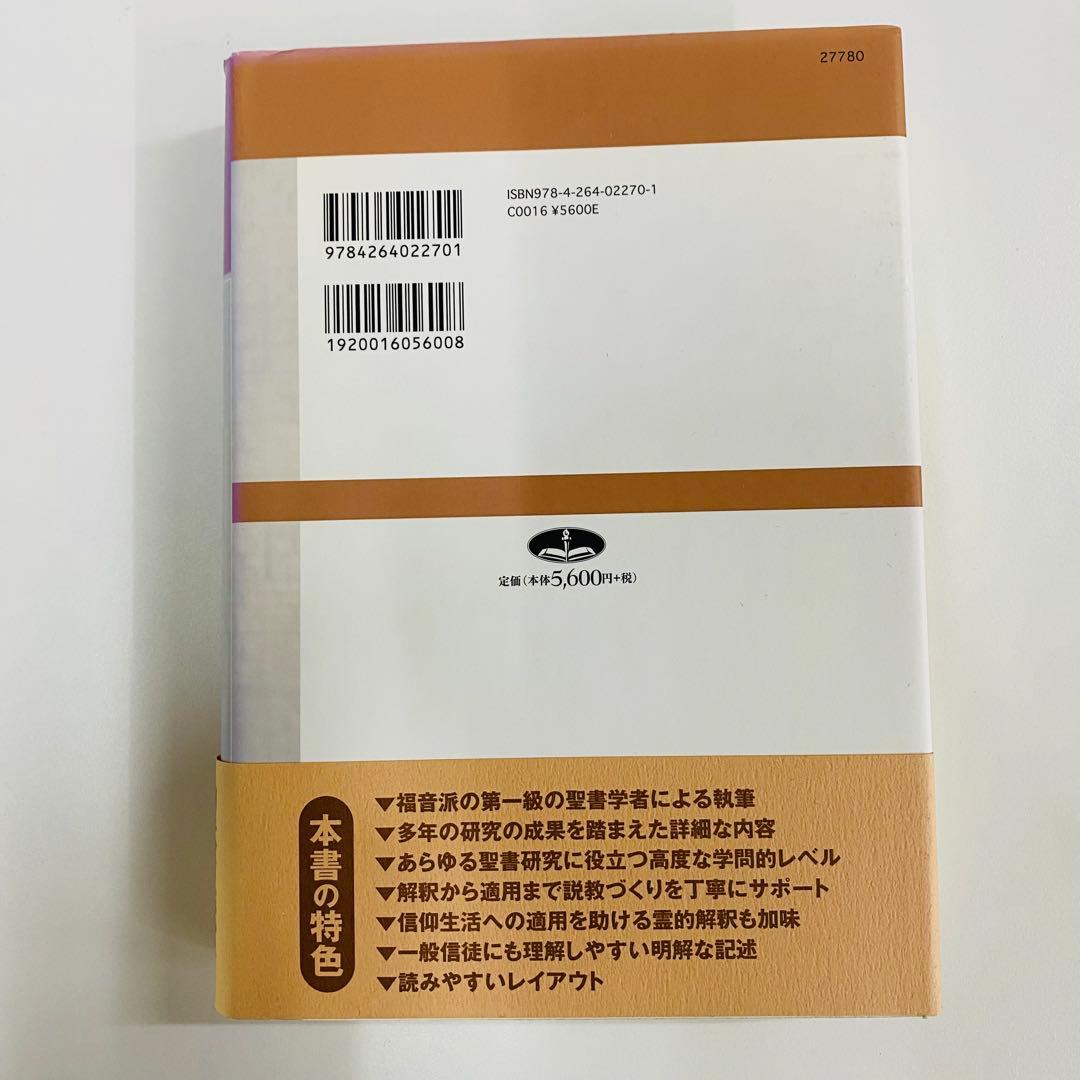 27780
ISBN978-4-264-02270-1
C0016 ¥5600E
9784264022701
1920016056008
定価(本体5,600円+税)
本書の特色
▼福音派の第一級の聖書学者による執筆
▼多年の研究の成果を踏まえた詳細な内容
▼あらゆる聖書研究に役立つ高度な学問的レベル
▼解釈から適用まで説教づくりを丁寧にサポート
▼信仰生活への適用を助ける霊的解釈も加味
▼一般信徒にも理解しやすい明解な記述
▼読みやすいレイアウト